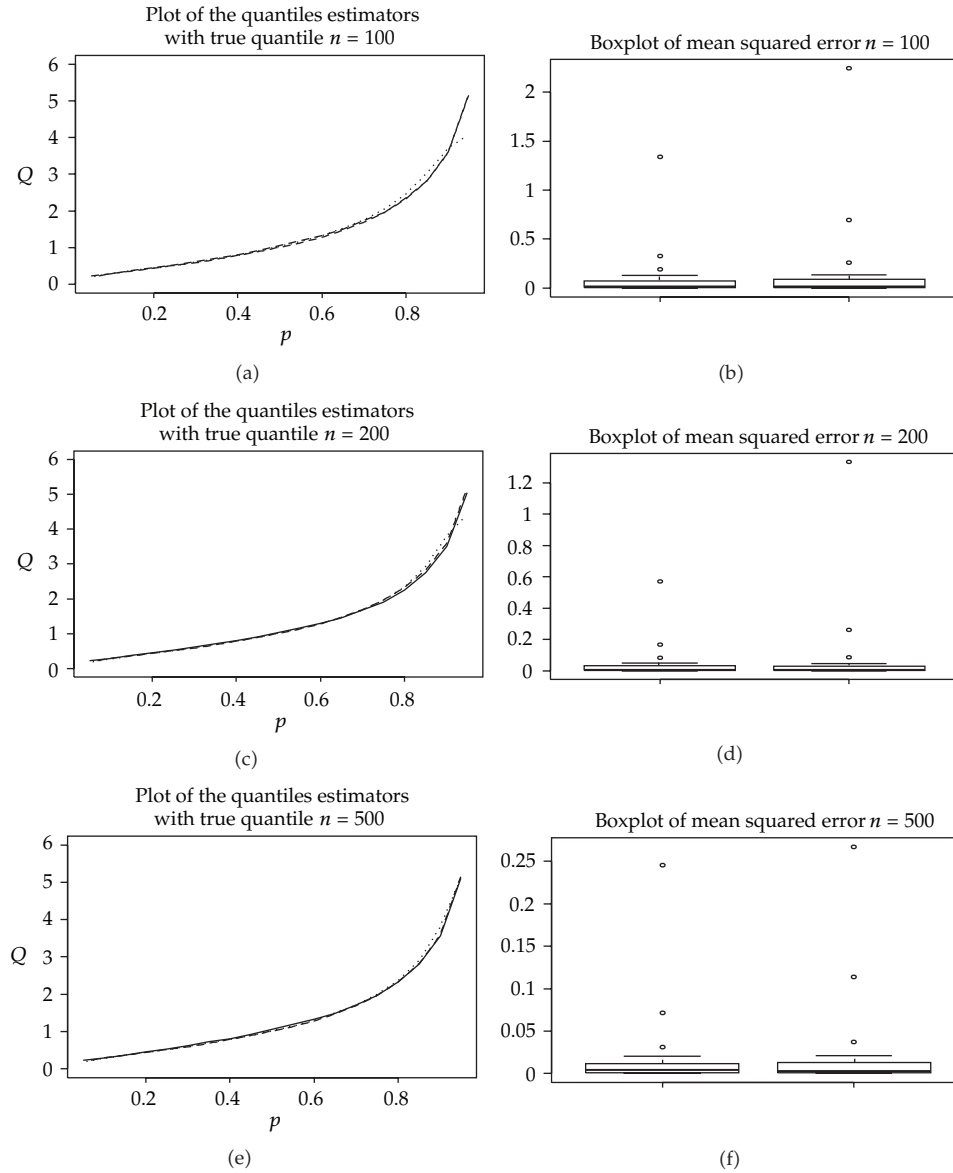 Plot of the quantiles estimators
with true quantile n = 100
6
5
4
3
2
1
0
Q
0.2
0.4
0.6
0.8
p
(a)
Boxplot of mean squared error n = 100
2
1.5
1
0.5
0
(b)
Plot of the quantiles estimators
with true quantile n = 200
6
5
4
3
2
1
0
Q
0.2
0.4
0.6
0.8
p
(c)
Boxplot of mean squared error n = 200
1.2
1
0.8
0.6
0.4
0.2
0
(d)
Plot of the quantiles estimators
with true quantile n = 500
6
5
4
3
2
1
0
Q
0.2
0.4
0.6
0.8
p
(e)
Boxplot of mean squared error n = 500
0.25
0.2
0.15
0.1
0.05
0
(f)